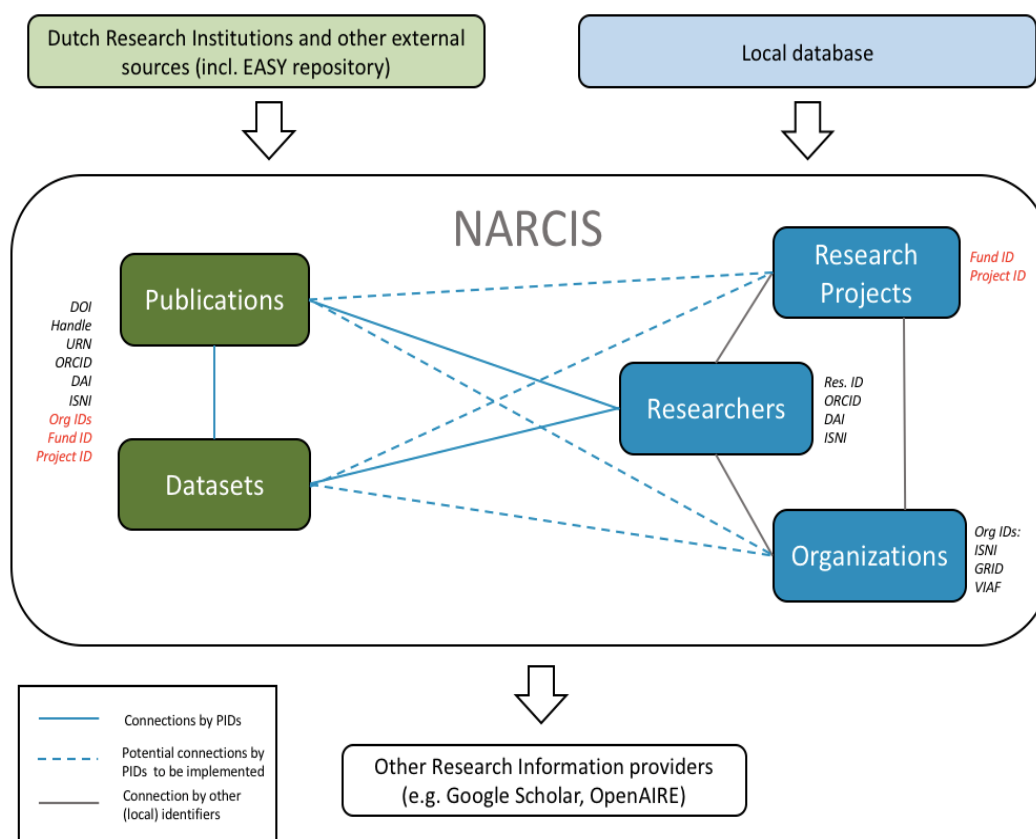 Dutch Research Institutions and other external
sources (incl. EASY repository)
Local database
NARCIS
Publications
DOI
Handle
URN
ORCID
DAI
ISNI
Org IDs
Fund ID
Project ID
Datasets
Research
Projects
Fund ID
Project ID
Researchers
Res. ID
ORCID
DAI
ISNI
Organizations
Org IDs:
ISNI
GRID
VIAF
Connections by PIDs
Potential connections by
PIDs to be implemented
Connection by other
(local) identifiers
Other Research Information providers
(e.g. Google Scholar, OpenAIRE)